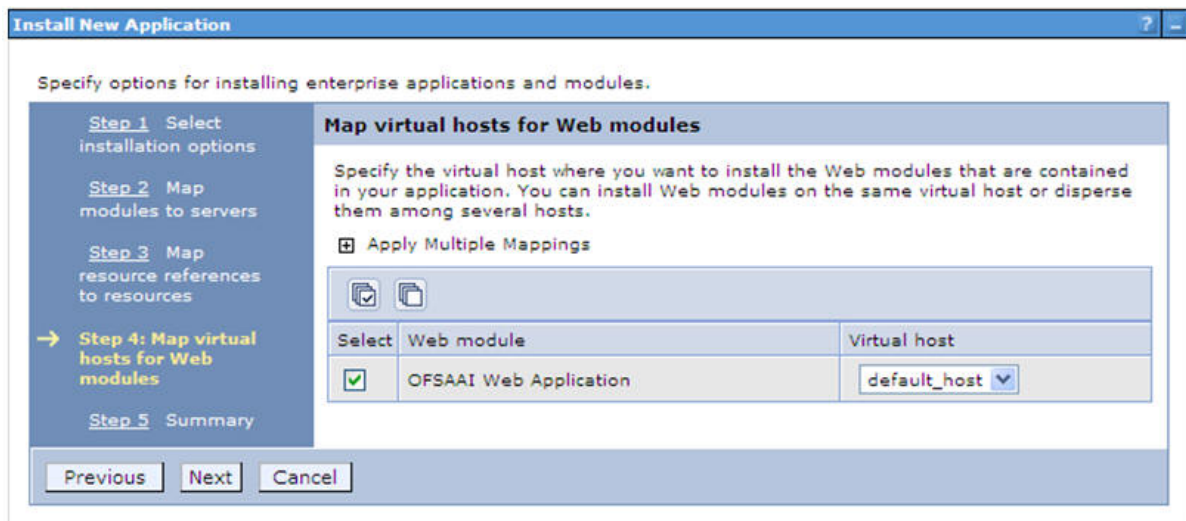 Install New Application
?
Specify options for installing enterprise applications and modules.
Step 1 Select
installation options
Step 2 Map
modules to servers
Step 3 Map
resource references
to resources
Step 4: Map virtual
hosts for Web
modules
Step 5 Summary
Map virtual hosts for Web modules
Specify the virtual host where you want to install the Web modules that are contained
in your application. You can install Web modules on the same virtual host or disperse
them among several hosts.
Apply Multiple Mappings
Select Web module Virtual host
OFSAAI Web Application default_host
Previous Next Cancel